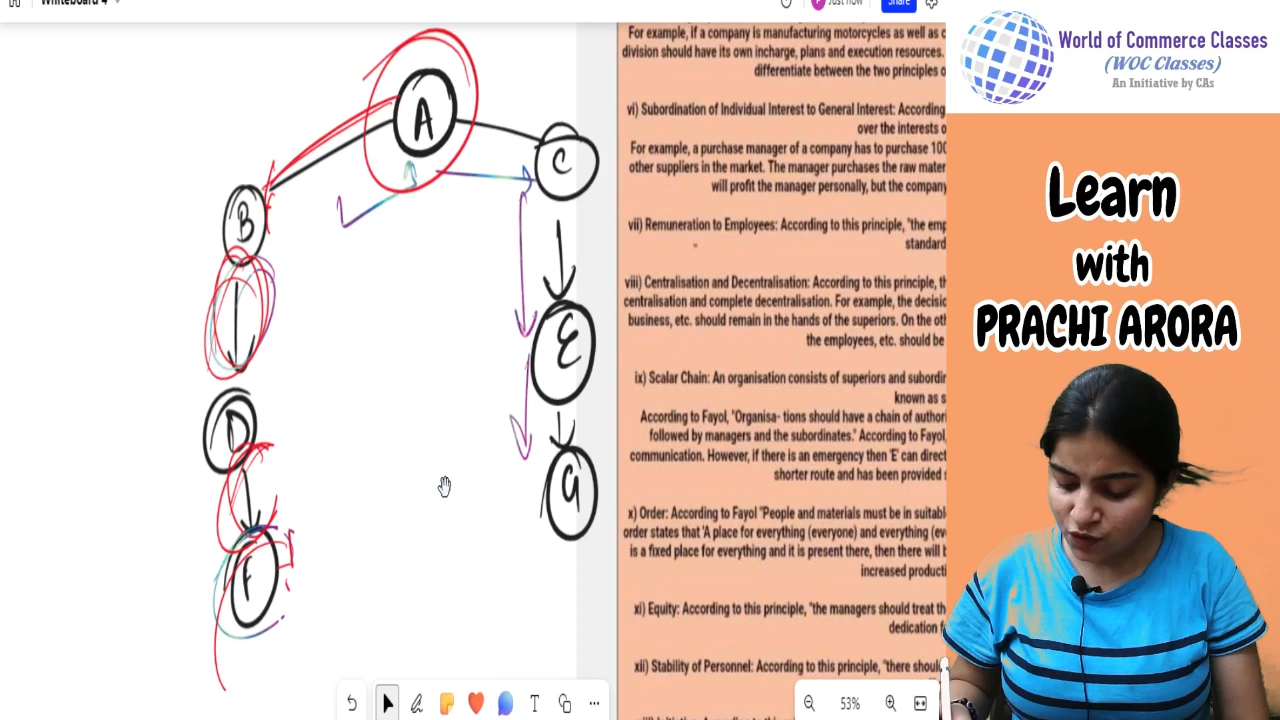 Whiteboard 4
Just now
Share
A
B
C
D
E
F
G
For example, if a company is manufacturing motorcycles as well as c
division should have its own incharge, plans and execution resources.
differentiate between the two principles o
vi) Subordination of Individual Interest to General Interest: According
over the interests o
For example, a purchase manager of a company has to purchase 100
other suppliers in the market. The manager purchases the raw mater
will profit the manager personally, but the company
vii) Remuneration to Employees: According to this principle, "the emp
standard
viii) Centralisation and Decentralisation: According to this principle, th
centralisation and complete decentralisation. For example, the decisio
business, etc. should remain in the hands of the superiors. On the oth
the employees, etc. should be
ix) Scalar Chain: An organisation consists of superiors and subordin
known as s
According to Fayol, "Organisa- tions should have a chain of authori
followed by managers and the subordinates." According to Fayol,
communication. However, if there is an emergency then 'E' can direct
shorter route and has been provided
x) Order: According to Fayol "People and materials must be in suitabl
order states that 'A place for everything (everyone) and everything (ev
is a fixed place for everything and it is present there, then there will b
increased producti
xi) Equity: According to this principle, "the managers should treat th
dedication f
xii) Stability of Personnel: According to this principle, "there shoul
T
53%
World of Commerce Classes
(WOC Classes)
An Initiative by CAs
Learn
with
PRACHI ARORA